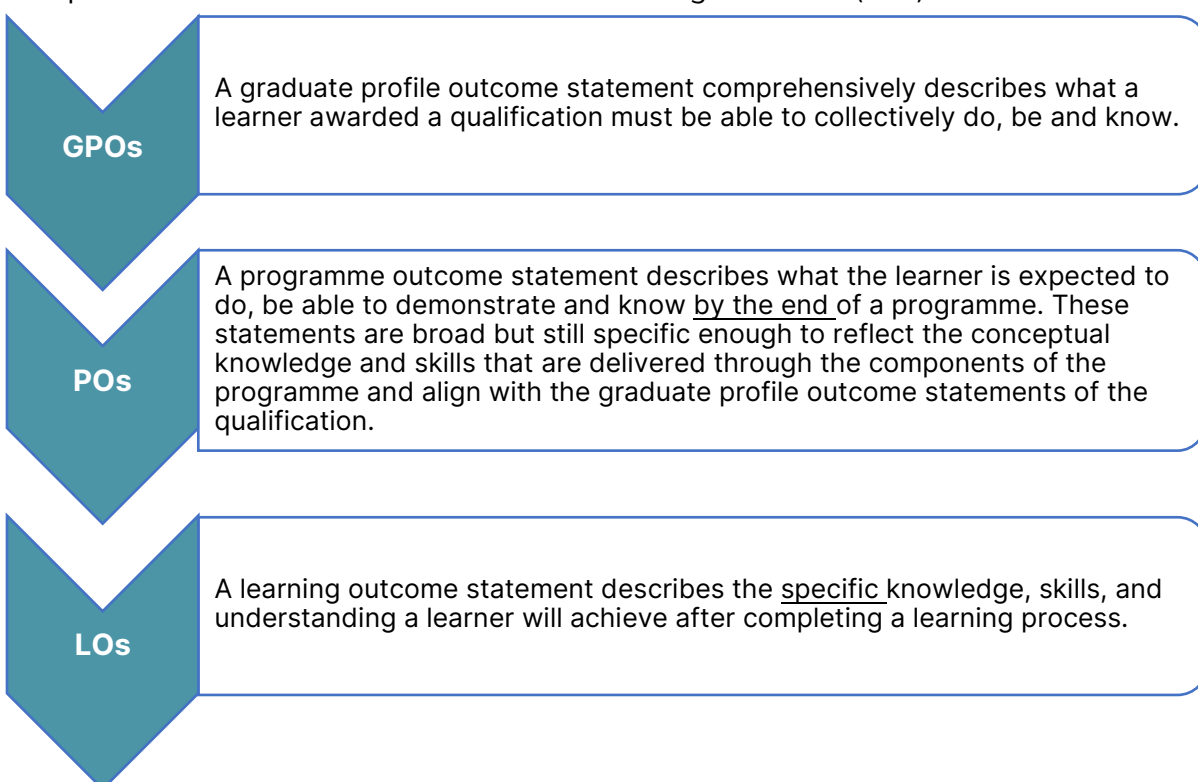 GPOs
A graduate profile outcome statement comprehensively describes what a
learner awarded a qualification must be able to collectively do, be and know.
POs
A programme outcome statement describes what the learner is expected to
do, be able to demonstrate and know by the end of a programme. These
statements are broad but still specific enough to reflect the conceptual
knowledge and skills that are delivered through the components of the
programme and align with the graduate profile outcome statements of the
qualification.
LOs
A learning outcome statement describes the specific knowledge, skills, and
understanding a learner will achieve after completing a learning process.